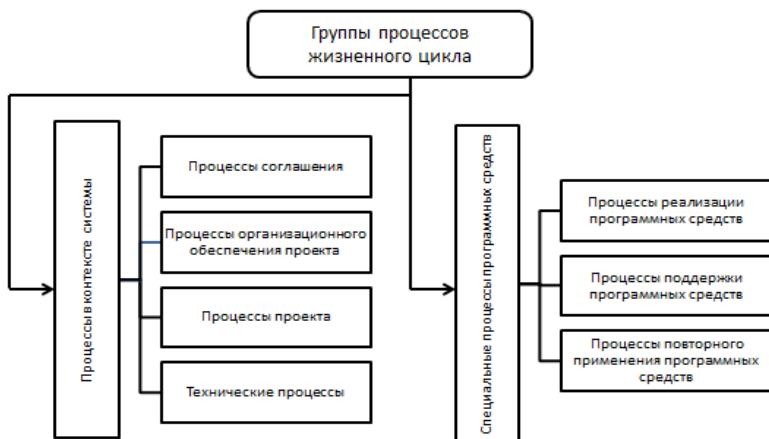 Группы процессов
жизненного цикла
Процессы в контексте системы
Процессы соглашения
Процессы организационного
обеспечения проекта
Процессы проекта
Технические процессы
Специальные процессы программных средств
Процессы реализации
программных средств
Процессы поддержки
программных средств
Процессы повторного
применения программных
средств